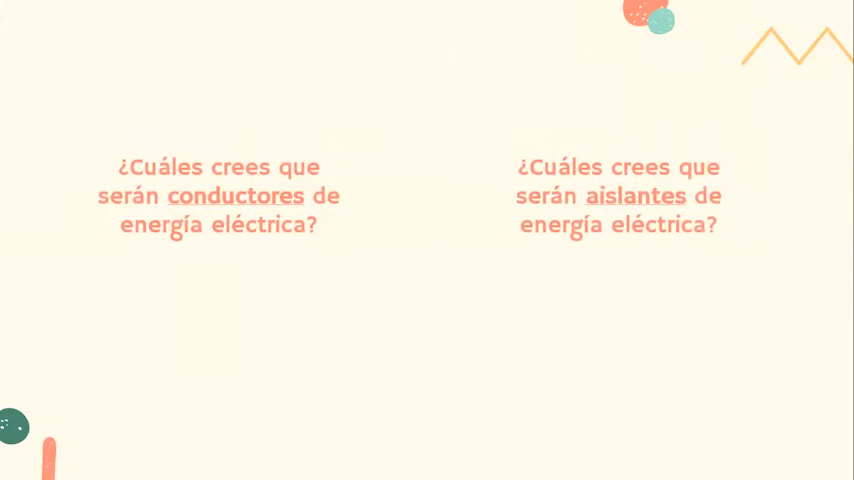 ¿Cuáles crees que
serán conductores de
energía eléctrica?
¿Cuáles crees que
serán aislantes de
energía eléctrica?